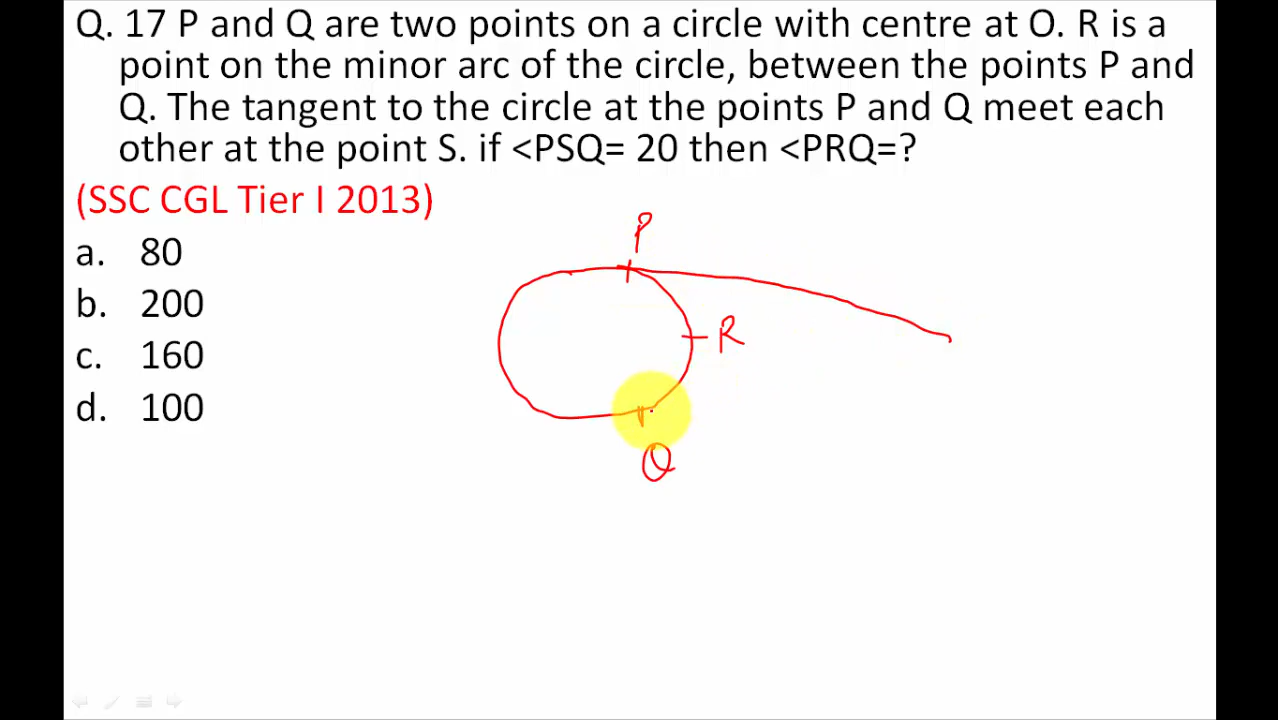 Q. 17 P and Q are two points on a circle with centre at O. R is a
point on the minor arc of the circle, between the points P and
Q. The tangent to the circle at the points P and Q meet each
other at the point S. if <PSQ= 20 then <PRQ=?
(SSC CGL Tier I 2013)
a. 80
b. 200
c. 160
d. 100
P
R
Q